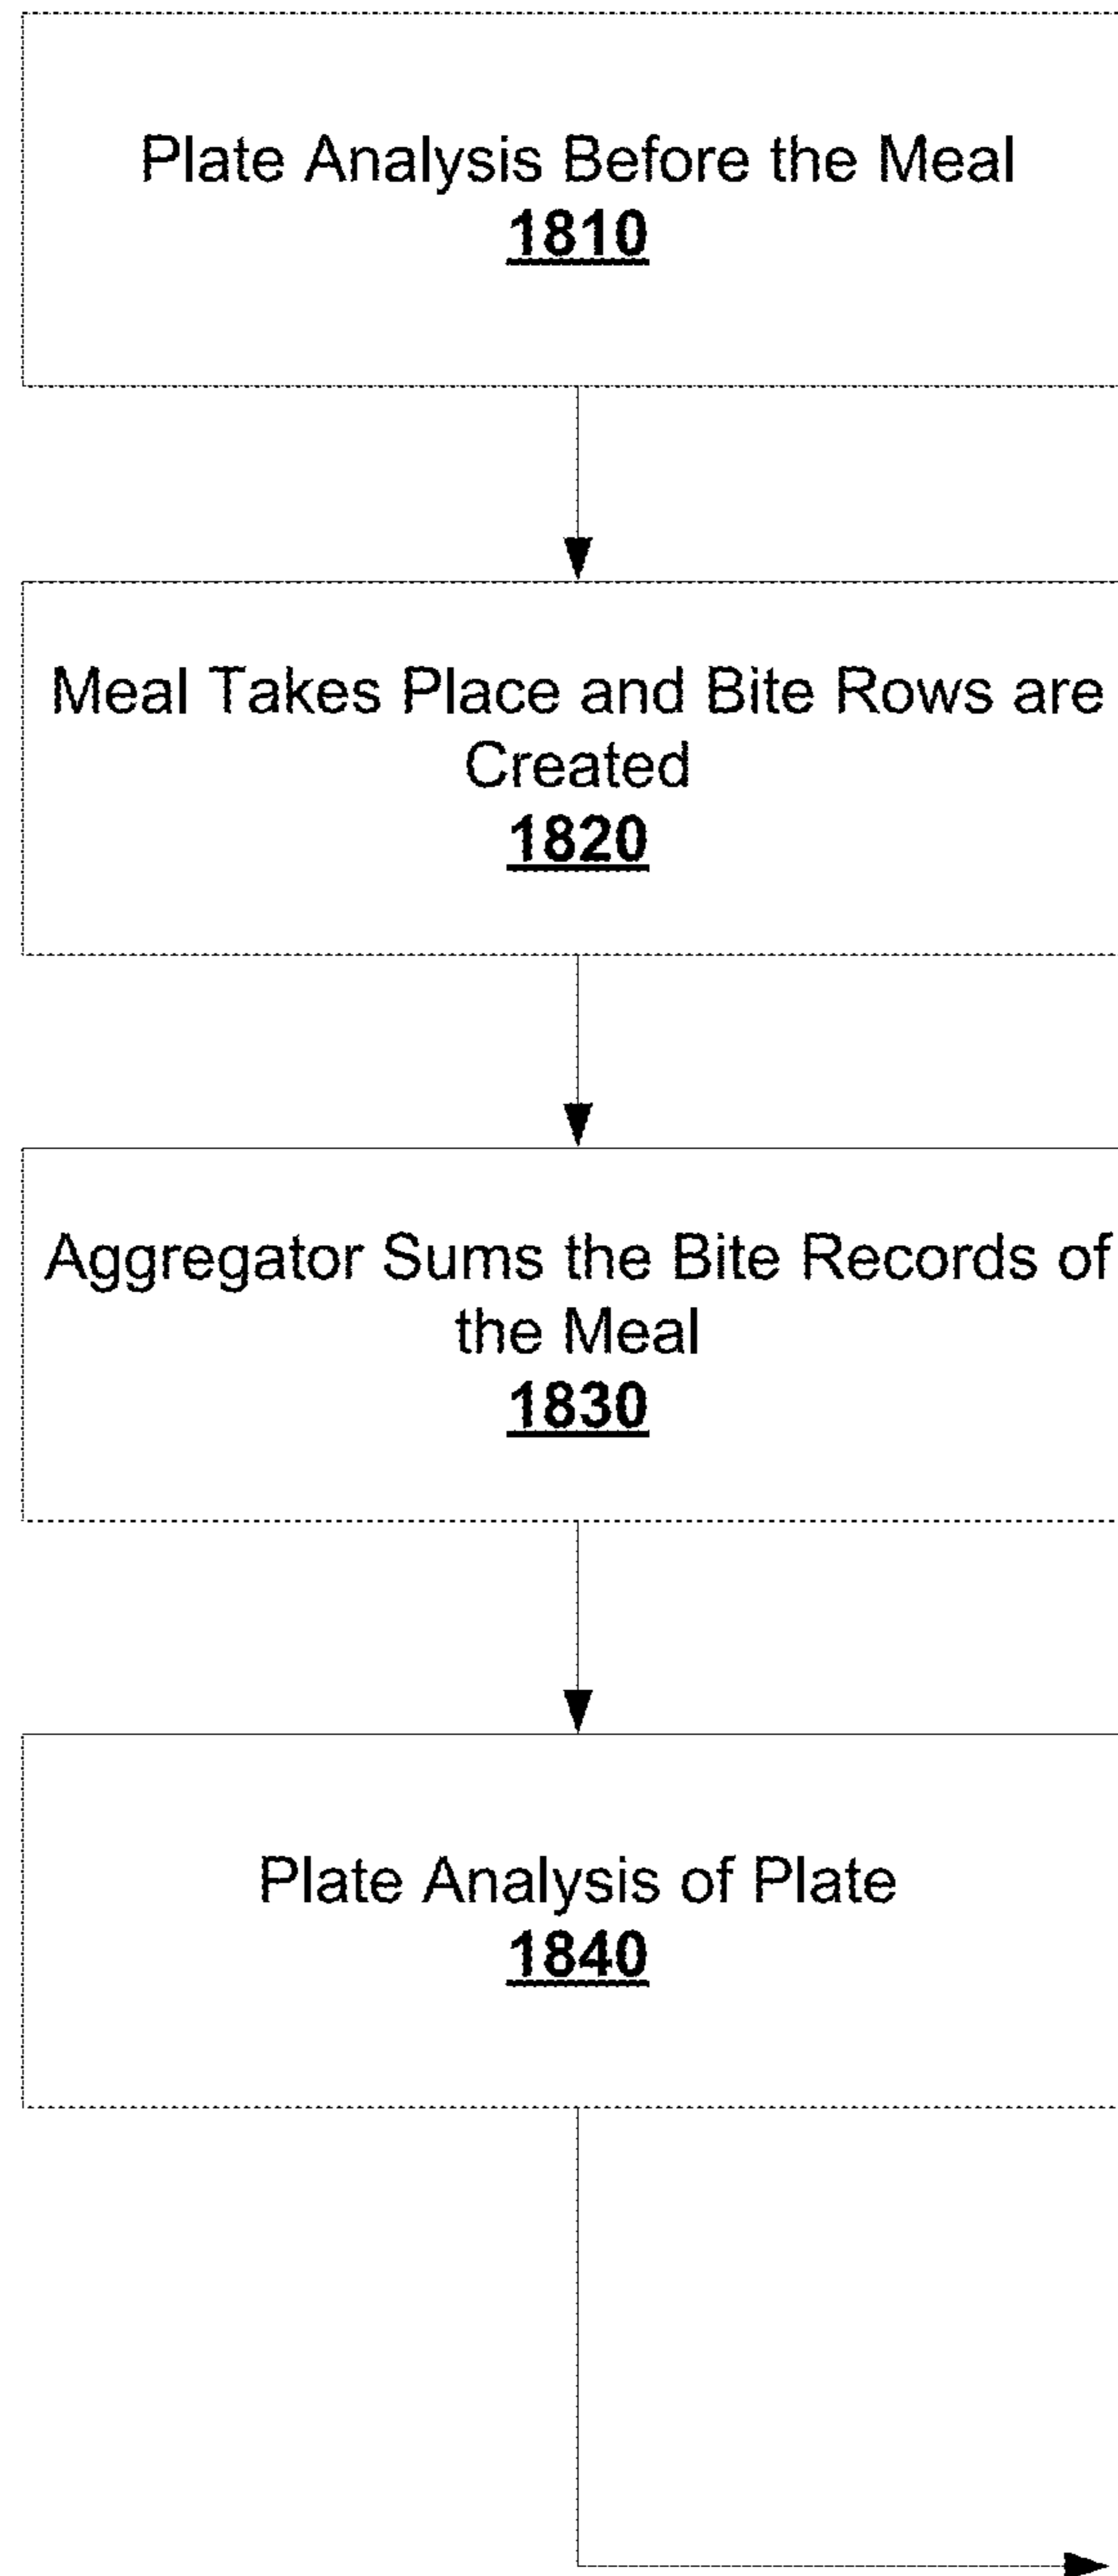 Plate Analysis Before the Meal
1810
Meal Takes Place and Bite Rows are
Created
1820
Aggregator Sums the Bite Records of
the Meal
1830
Plate Analysis of Plate
1840